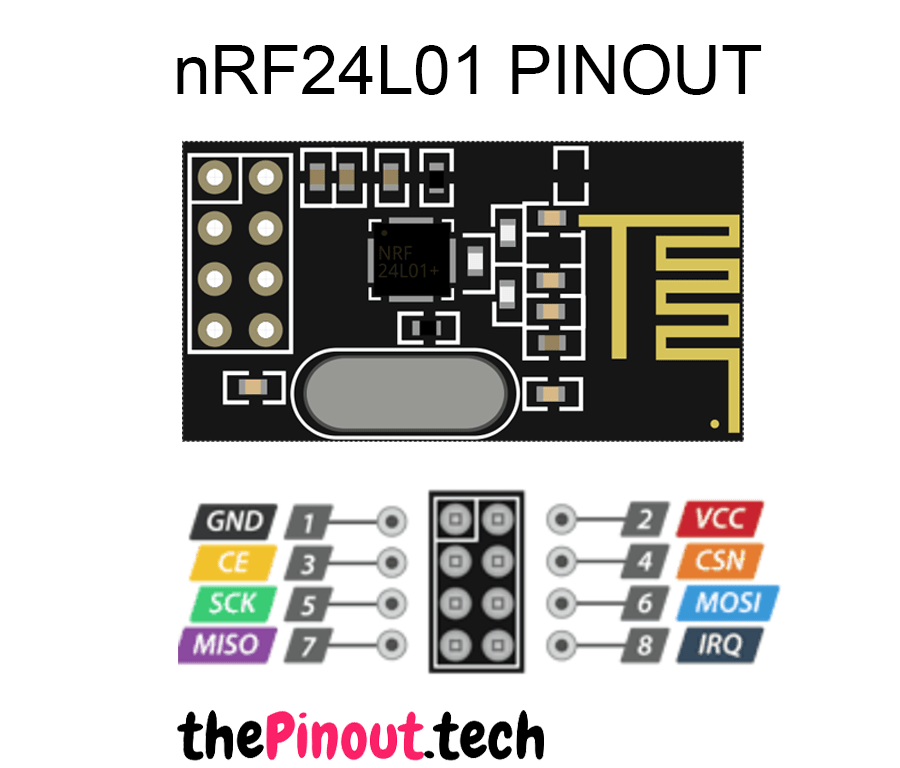 nRF24L01 PINOUT
NRF
24L01+
GND 1 2 VCC
CE 3 4 CSN
SCK 5 6 MOSI
MISO 7 8 IRQ
thePinout.tech